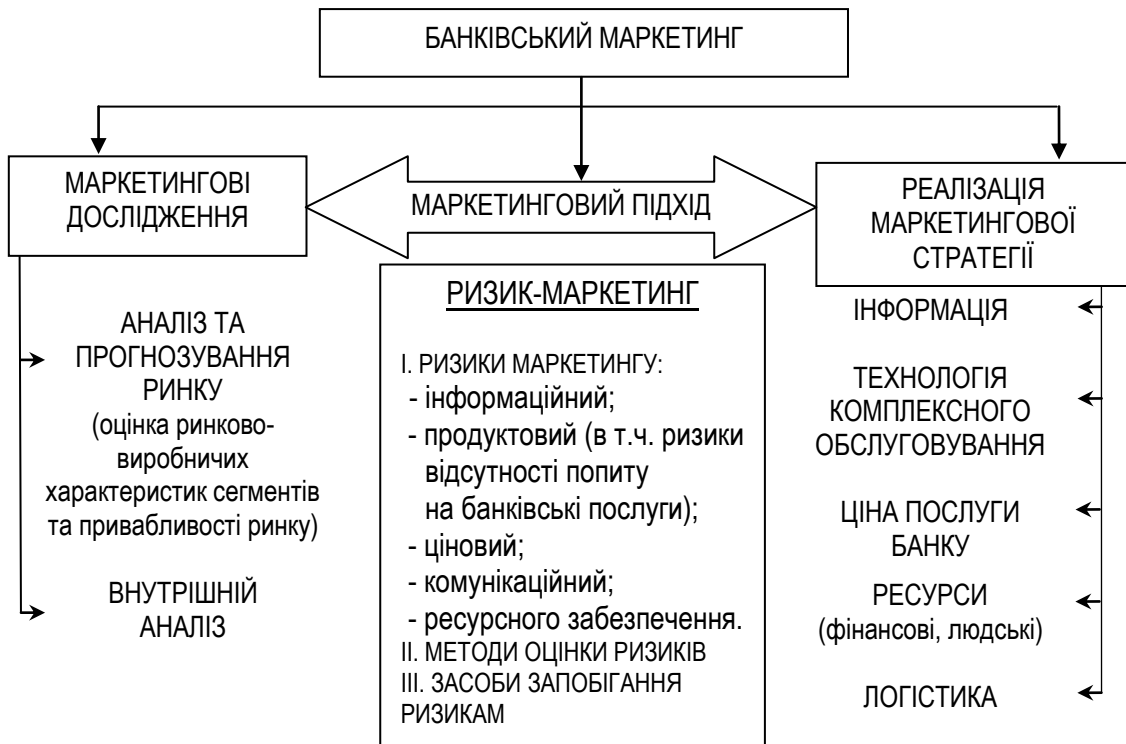 БАНКІВСЬКИЙ МАРКЕТИНГ
МАРКЕТИНГОВІ
ДОСЛІДЖЕННЯ
МАРКЕТИНГОВИЙ ПІДХІД
РЕАЛІЗАЦІЯ
МАРКЕТИНГОВОЇ
СТРАТЕГІЇ
АНАЛІЗ ТА
ПРОГНОЗУВАННЯ
РИНКУ
(оцінка ринково-
виробничих
характеристик сегментів
та привабливості ринку)
ВНУТРІШНІЙ
АНАЛІЗ
РИЗИК-МАРКЕТИНГ
І. РИЗИКИ МАРКЕТИНГУ:
- інформаційний;
- продуктовий (в т.ч. ризики
відсутності попиту
на банківські послуги);
- ціновий;
- комунікаційний;
- ресурсного забезпечення.
ІІ. МЕТОДИ ОЦІНКИ РИЗИКІВ
ІІІ. ЗАСОБИ ЗАПОБІГАННЯ
РИЗИКАМ
ІНФОРМАЦІЯ
ТЕХНОЛОГІЯ
КОМПЛЕКСНОГО
ОБСЛУГОВУВАННЯ
ЦІНА ПОСЛУГИ
БАНКУ
РЕСУРСИ
(фінансові, людські)
ЛОГІСТИКА